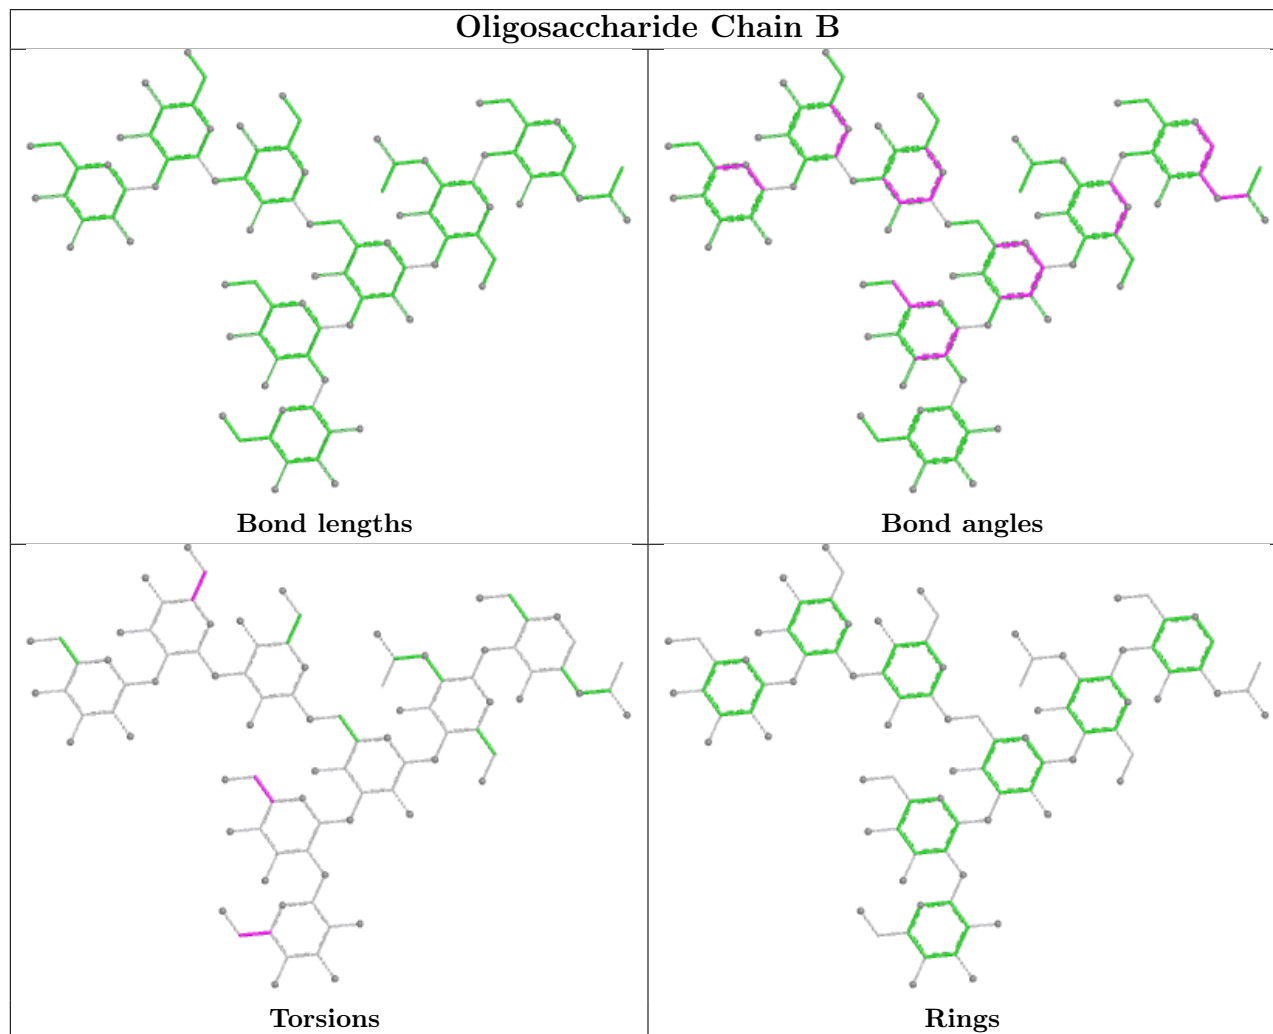 Oligosaccharide Chain B
Bond lengths
Bond angles
Torsions
Rings